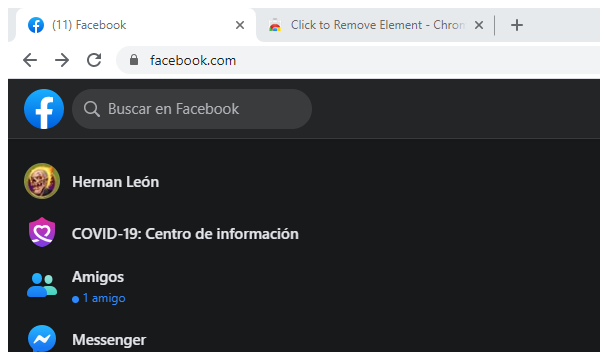 (11) Facebook
Click to Remove Element - Chron
facebook.com
Buscar en Facebook
Hernan León
COVID-19: Centro de información
Amigos
1 amigo
Messenger